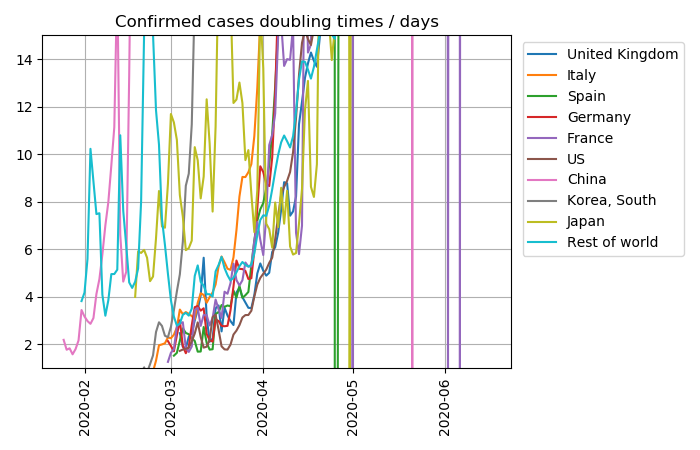 Confirmed cases doubling times / days
14
12
10
8
6
4
2
2020-02
2020-03
2020-04
2020-05
2020-06
United Kingdom
Italy
Spain
Germany
France
US
China
Korea, South
Japan
Rest of world